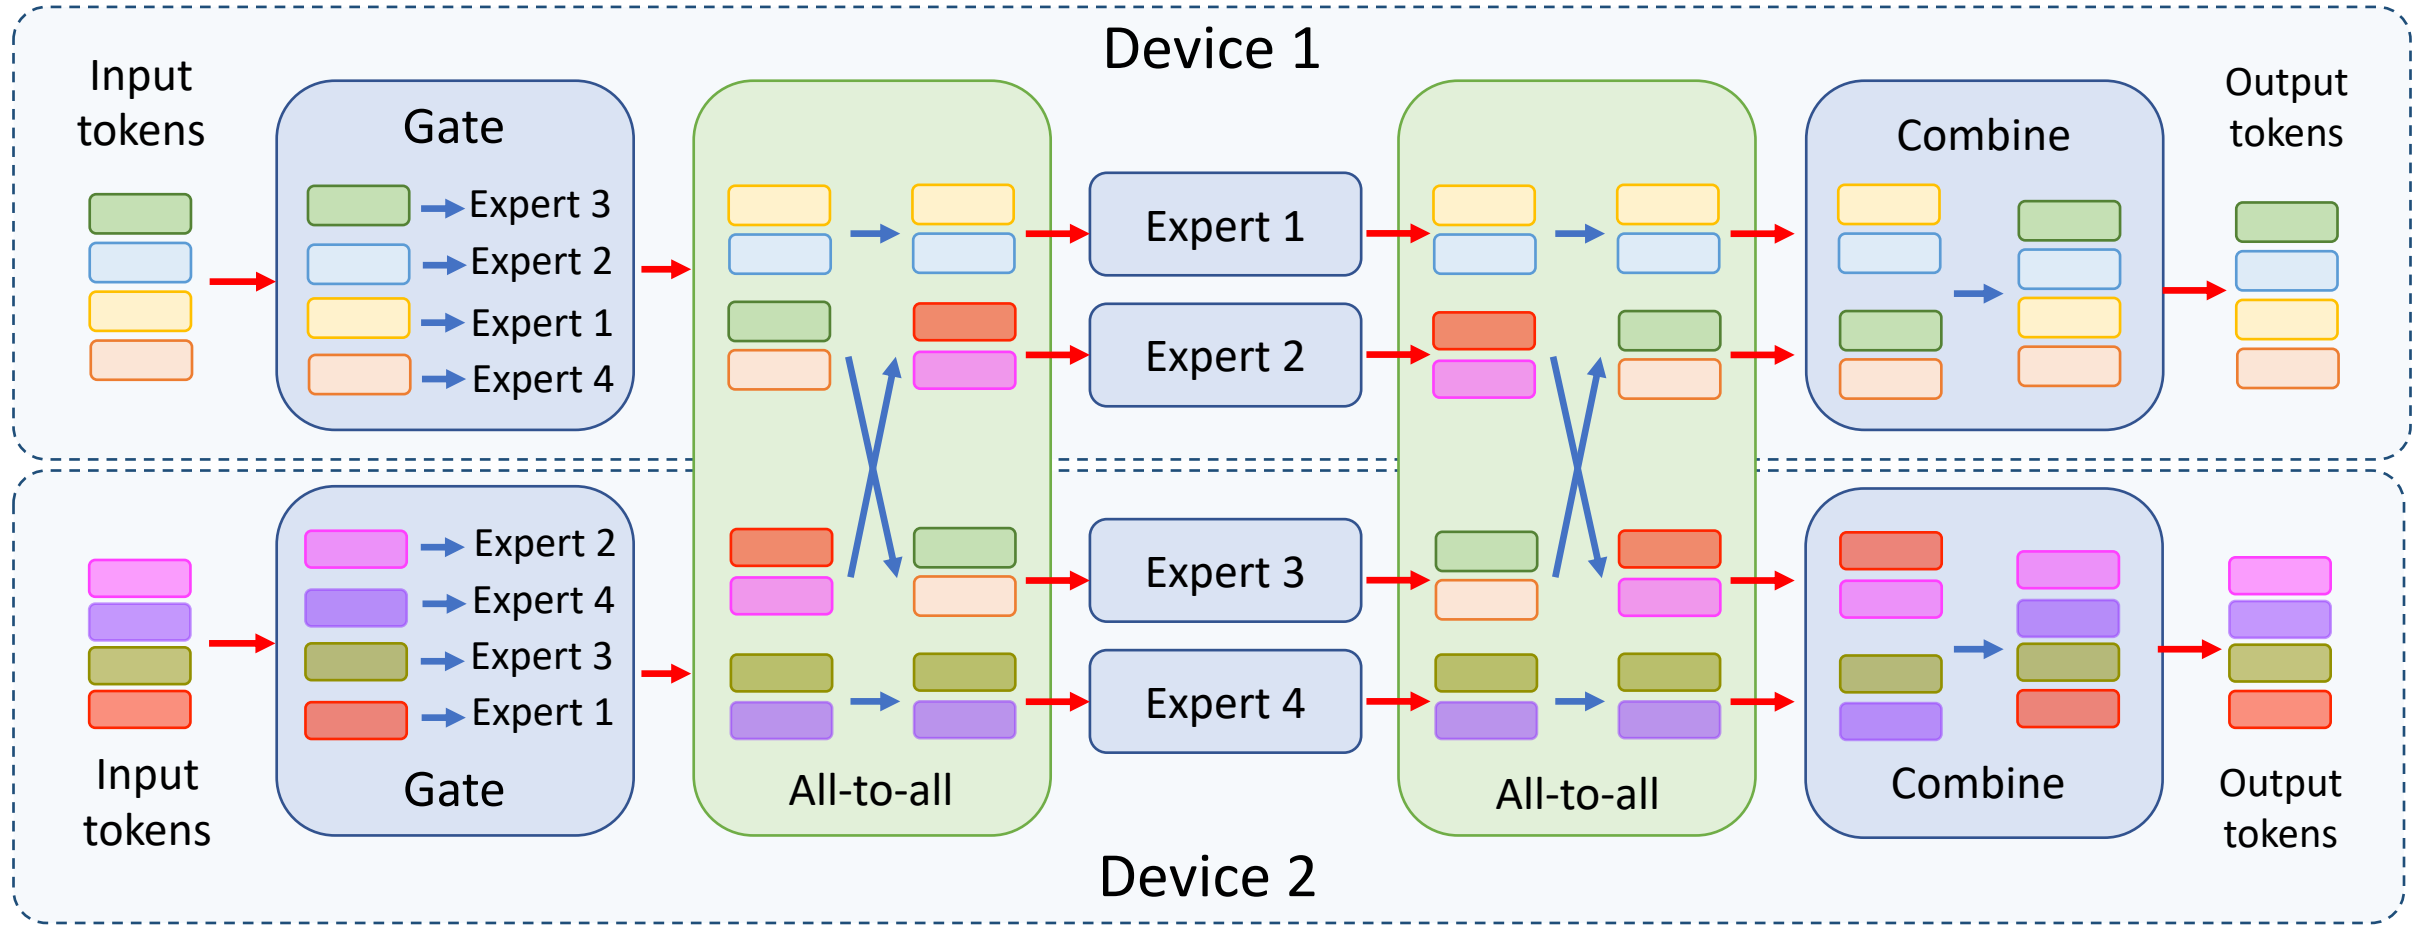 Device 1
Input
tokens
Gate
Expert 3
Expert 2
Expert 1
Expert 4
Expert 1
Expert 2
Combine
Output
tokens
Expert 2
Expert 4
Expert 3
Expert 1
Gate
Input
tokens
All-to-all
Expert 3
Expert 4
All-to-all
Combine
Output
tokens
Device 2